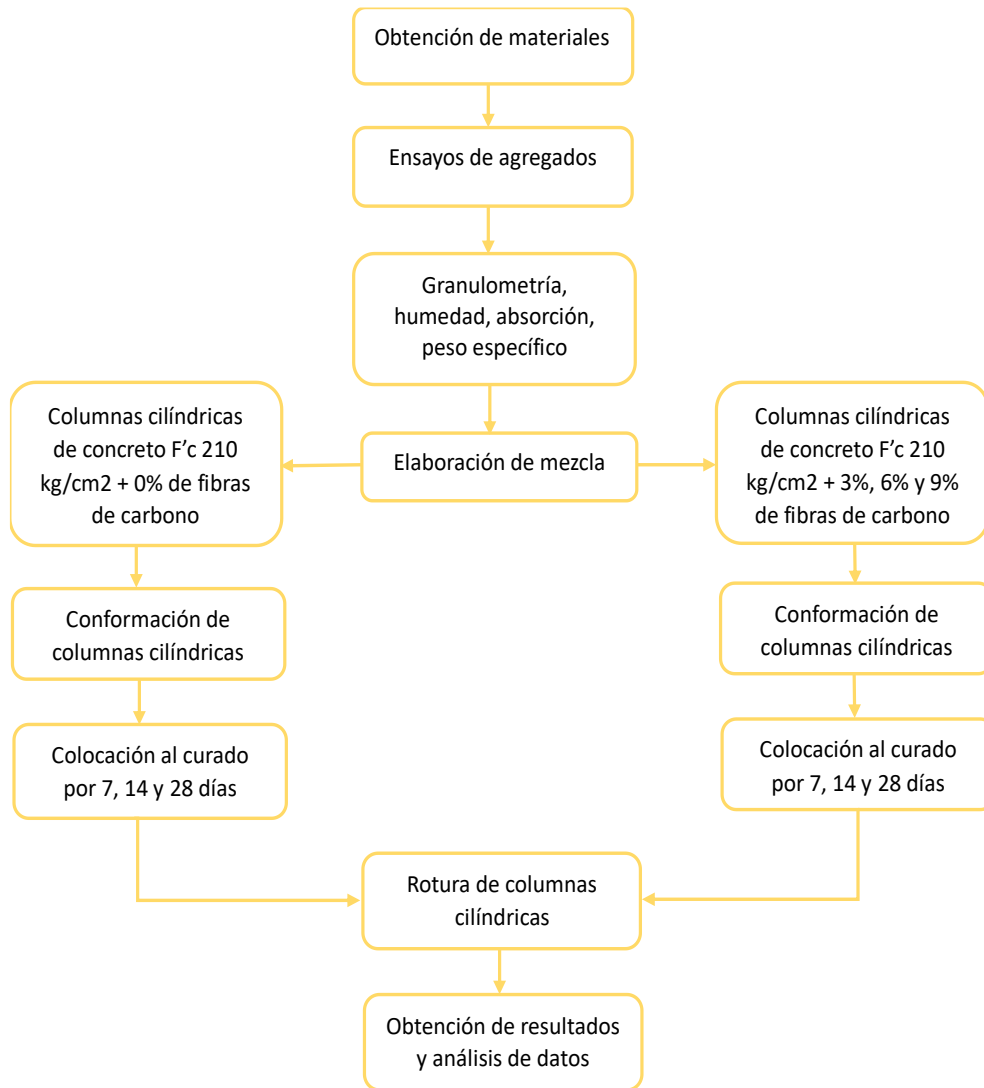 Obtención de materiales
Ensayos de agregados
Granulometría,
humedad, absorción,
peso específico
Elaboración de mezcla
Columnas cilíndricas
de concreto F’c 210
kg/cm2 + 0% de fibras
de carbono
Columnas cilíndricas
de concreto F’c 210
kg/cm2 + 3%, 6% y 9%
de fibras de carbono
Conformación de
columnas cilíndricas
Conformación de
columnas cilíndricas
Colocación al curado
por 7, 14 y 28 días
Colocación al curado
por 7, 14 y 28 días
Rotura de columnas
cilíndricas
Obtención de resultados
y análisis de datos